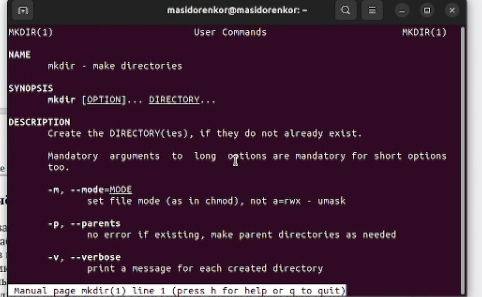 masidorenkor@masidorenkor: ~
MKDIR(1) User Commands MKDIR(1)
NAME
mkdir - make directories
SYNOPSIS
mkdir [OPTION]... DIRECTORY...
DESCRIPTION
Create the DIRECTORY(ies), if they do not already exist.
Mandatory arguments to long options are mandatory for short options
too.
-m, --mode=MODE
set file mode (as in chmod), not a=rwx - umask
-p, --parents
no error if existing, make parent directories as needed
-v, --verbose
print a message for each created directory
Manual page mkdir(1) line 1 (press h for help or q to quit)